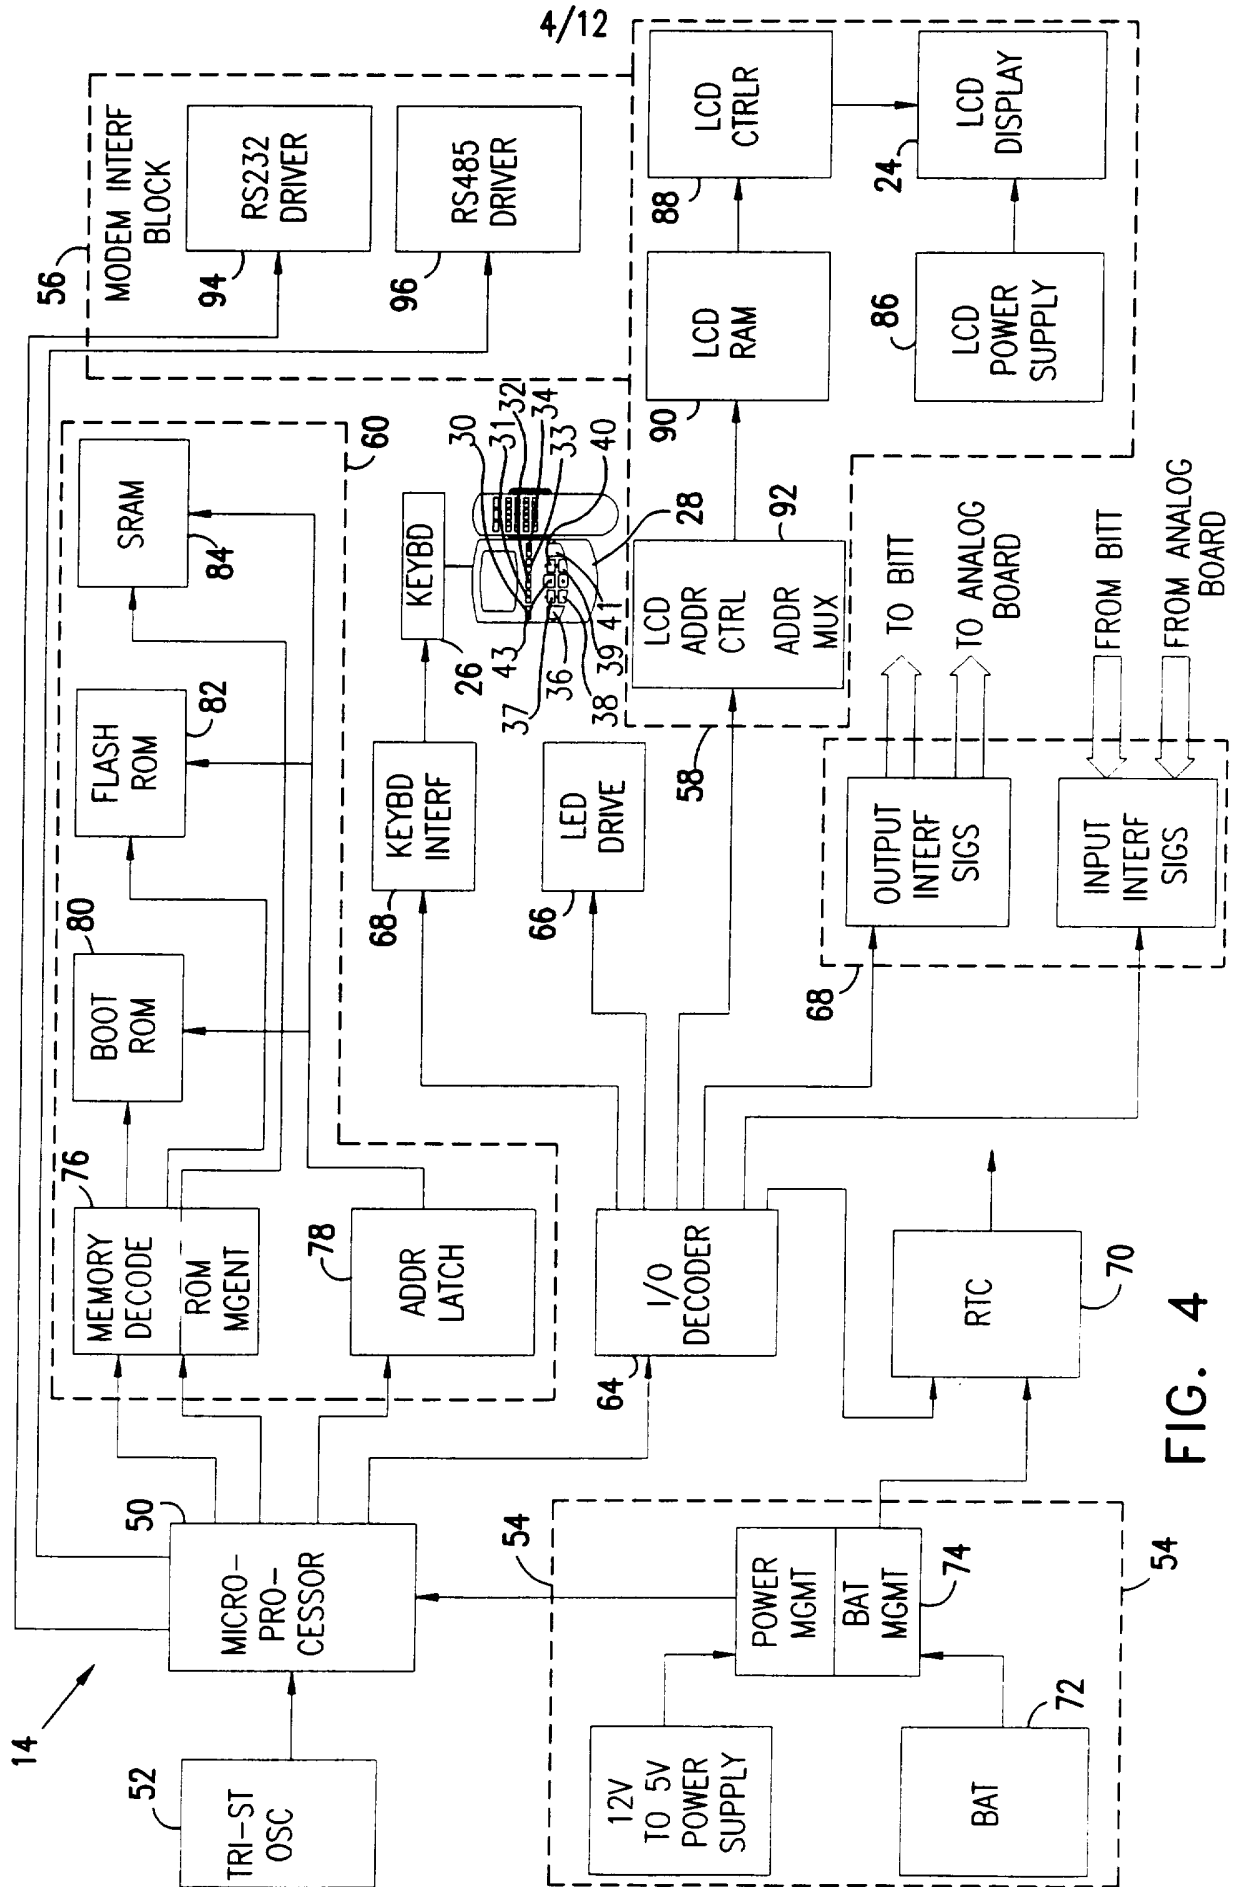 4/12
14
52
TRI-ST
OSC
50
MICRO-
PRO-
CESSOR
76
MEMORY
DECODE
ROM
MGENT
78
ADDR
LATCH
80
BOOT
ROM
82
FLASH
ROM
84
SRAM
60
56
MODEM INTERF
BLOCK
94
RS232
DRIVER
96
RS485
DRIVER
68
KEYBD
INTERF
26
KEYBD
30
31
32
34
33
40
28
41
39
38
36
37
43
66
LED
DRIVE
64
I/O
DECODER
58
92
LCD
ADDR
CTRL
ADDR
MUX
90
LCD
RAM
88
LCD
CTRLR
24
LCD
DISPLAY
86
LCD
POWER
SUPPLY
68
OUTPUT
INTERF
SIGS
INPUT
INTERF
SIGS
TO BITT
TO ANALOG
BOARD
FROM BITT
FROM ANALOG
BOARD
54
12V
TO 5V
POWER
SUPPLY
72
BAT
POWER
MGMT
BAT
MGMT
74
54
RTC
70
FIG. 4